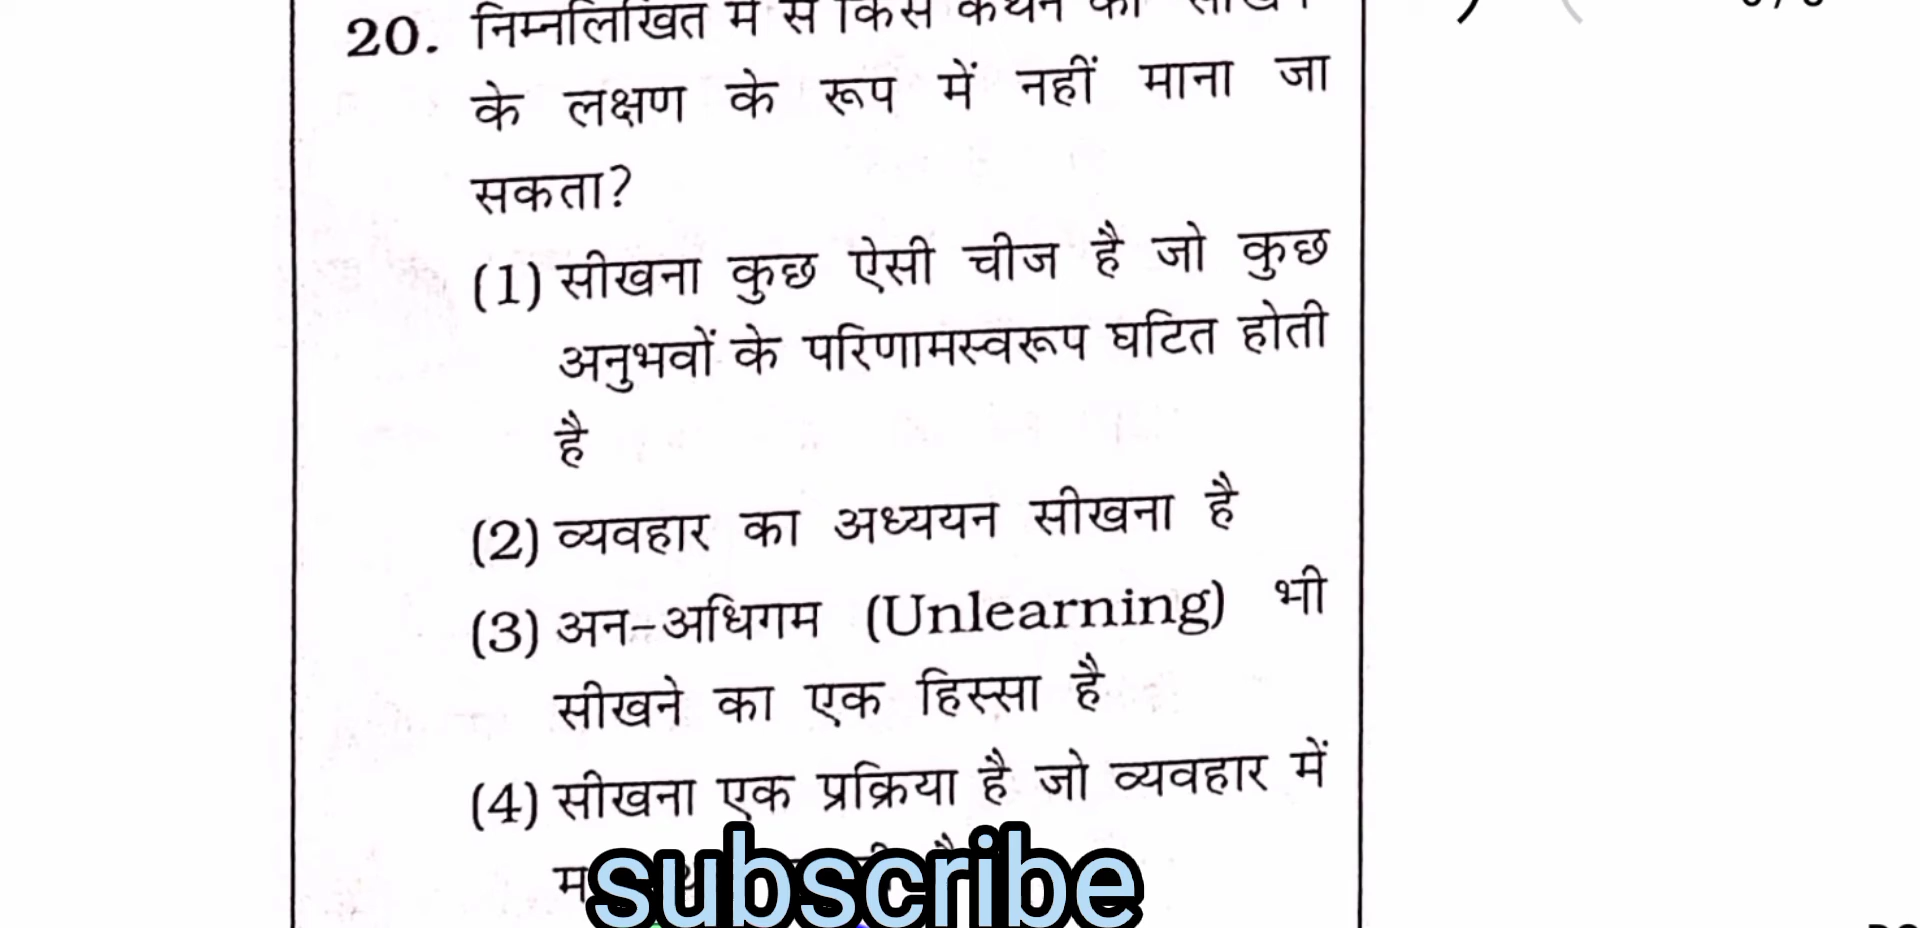 20. निम्नलिखित में से किस कथन को
के लक्षण के रूप में नहीं माना जा
सकता?
(1) सीखना कुछ ऐसी चीज है जो कुछ
अनुभवों के परिणामस्वरूप घटित होती
है
(2) व्यवहार का अध्ययन सीखना है
(3) अन-अधिगम (Unlearning) भी
सीखने का एक हिस्सा है
(4) सीखना एक प्रक्रिया है जो व्यवहार में
subscribe